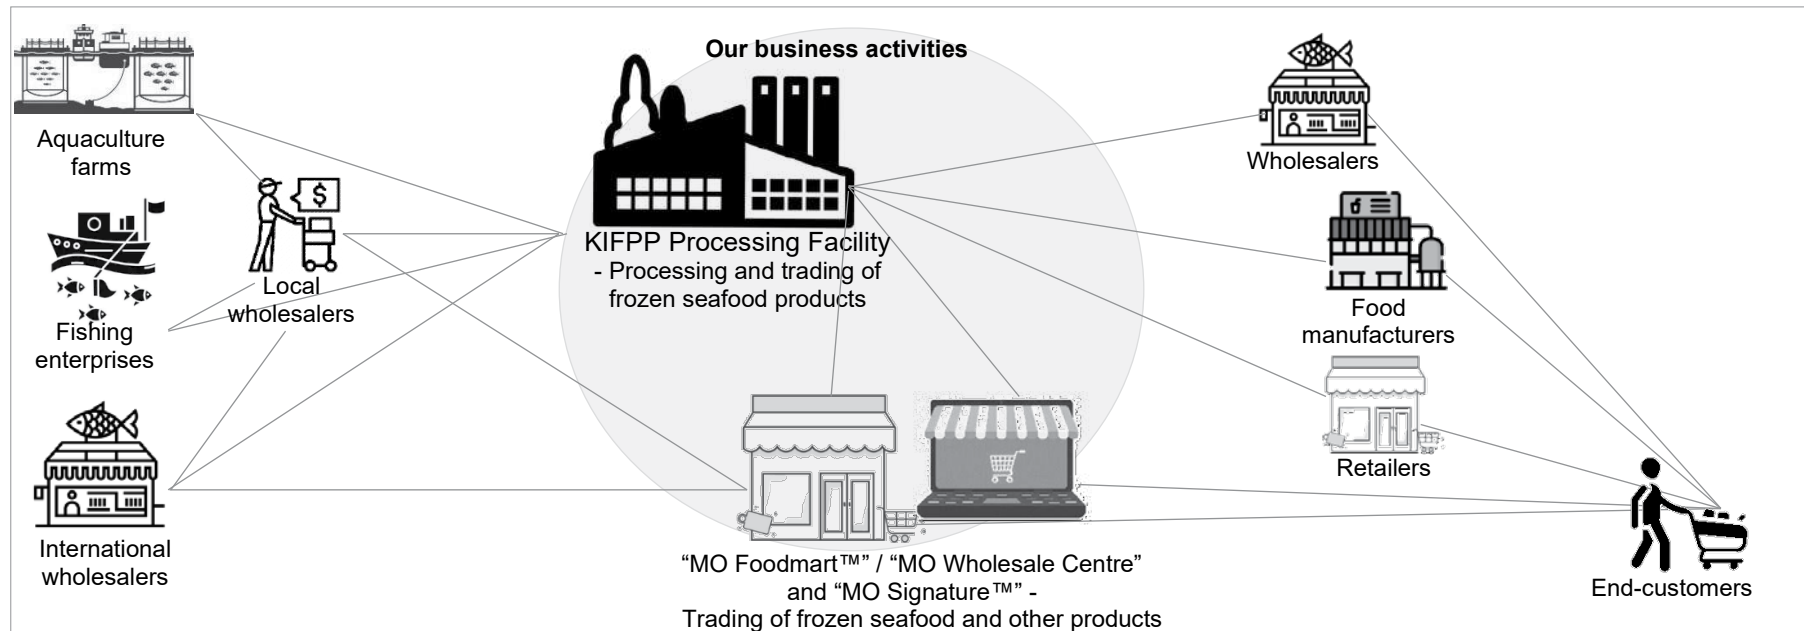 Our business activities
Aquaculture
farms
Fishing
enterprises
International
wholesalers
$
Local
wholesalers
KIFPP Processing Facility
- Processing and trading of
frozen seafood products
“MO Foodmart™” / “MO Wholesale Centre”
and “MO Signature™” -
Trading of frozen seafood and other products
Wholesalers
Food
manufacturers
Retailers
End-customers